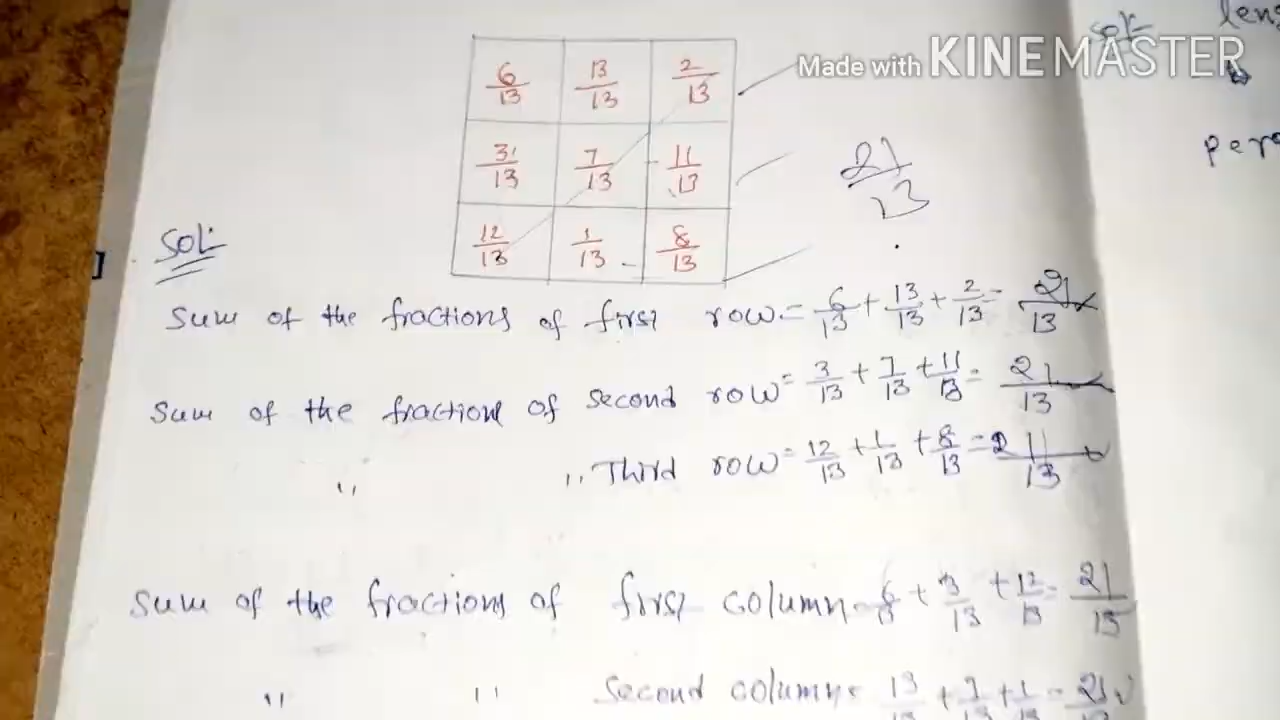 Made with KINEMASTER
Sol:- leng
6/13 13/13 2/13
3/13 7/13 11/13
12/13 1/13 8/13
21/13
per
Sol:-
Sum of the fractions of first row = 6/13 + 13/13 + 2/13 = 21/13
Sum of the fractions of second row = 3/13 + 7/13 + 11/13 = 21/13
" " Third row = 12/13 + 1/13 + 8/13 = 21/13
Sum of the fractions of first column = 6/13 + 3/13 + 12/13 = 21/13
" " Second column = 13/13 + 7/13 + 1/13 = 21/13